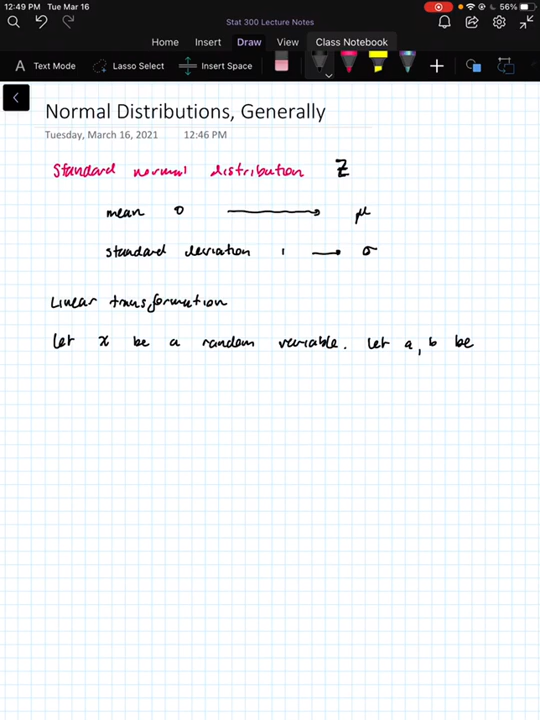 12:49 PM Tue Mar 16
56%
Stat 300 Lecture Notes
Home Insert Draw View Class Notebook
Text Mode Lasso Select Insert Space
Normal Distributions, Generally
Tuesday, March 16, 2021 12:46 PM
Standard normal distribution Z
mean 0 → μ
standard deviation 1 → σ
Linear transformation
Let x be a random variable. Let a, b be